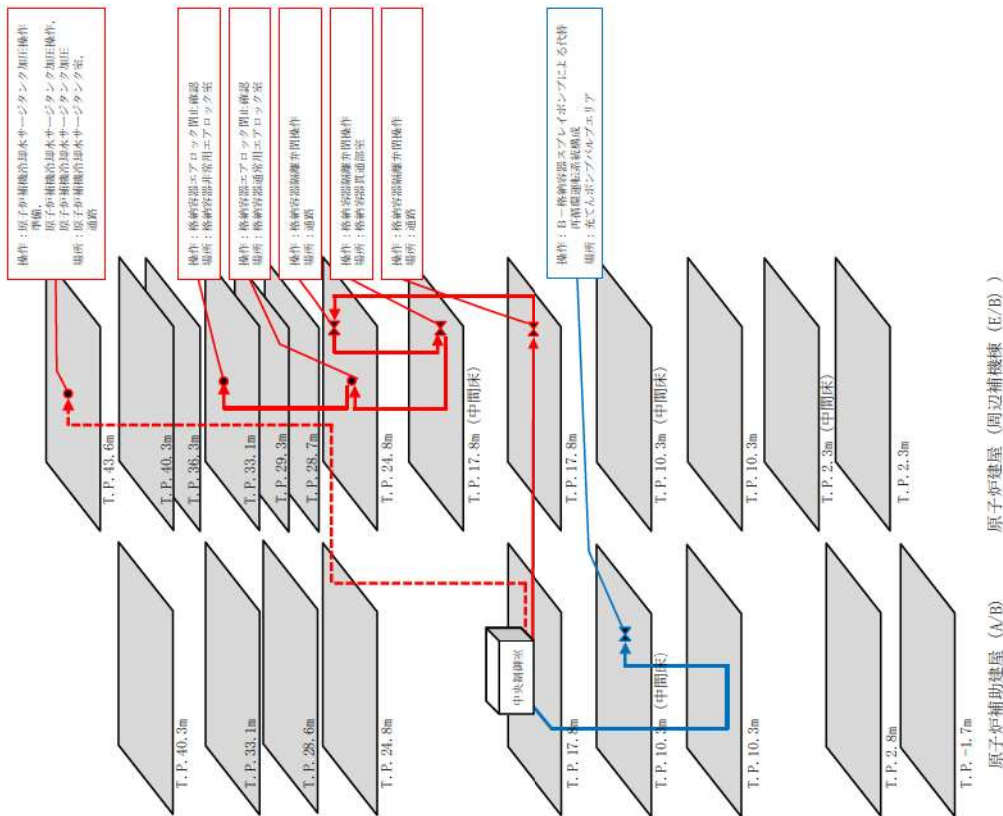 操作:原子炉補機冷却水サージタンク加圧操作
準備,
原子炉補機冷却水サージタンク加圧操作,
原子炉補機冷却水サージタンク加圧
場所:原子炉補機冷却水サージタンク室,
通路
操作:格納容器エアロック閉止確認
場所:格納容器非常用エアロック室
操作:格納容器エアロック閉止確認
場所:格納容器通常用エアロック室
操作:格納容器隔離弁閉操作
場所:通路
操作:格納容器隔離弁閉操作
場所:格納容器貫通部室
操作:格納容器隔離弁閉操作
場所:通路
操作:B-格納容器スプレイポンプによる代替
再循環運転系統構成
場所:充てんポンプバルブエリア
T.P.43.6m
T.P.40.3m
T.P.36.3m
T.P.33.1m
T.P.29.3m
T.P.28.7m
T.P.24.8m
T.P.17.8m(中間床)
T.P.17.8m
T.P.10.3m(中間床)
T.P.10.3m
T.P.2.3m(中間床)
T.P.2.3m
原子炉建屋(周辺補機棟(E/B))
T.P.40.3m
T.P.33.1m
T.P.28.6m
T.P.24.8m
中央制御室
T.P.17.8m
T.P.10.3m(中間床)
T.P.10.3m
T.P.2.8m
T.P.-1.7m
原子炉補助建屋(A/B)